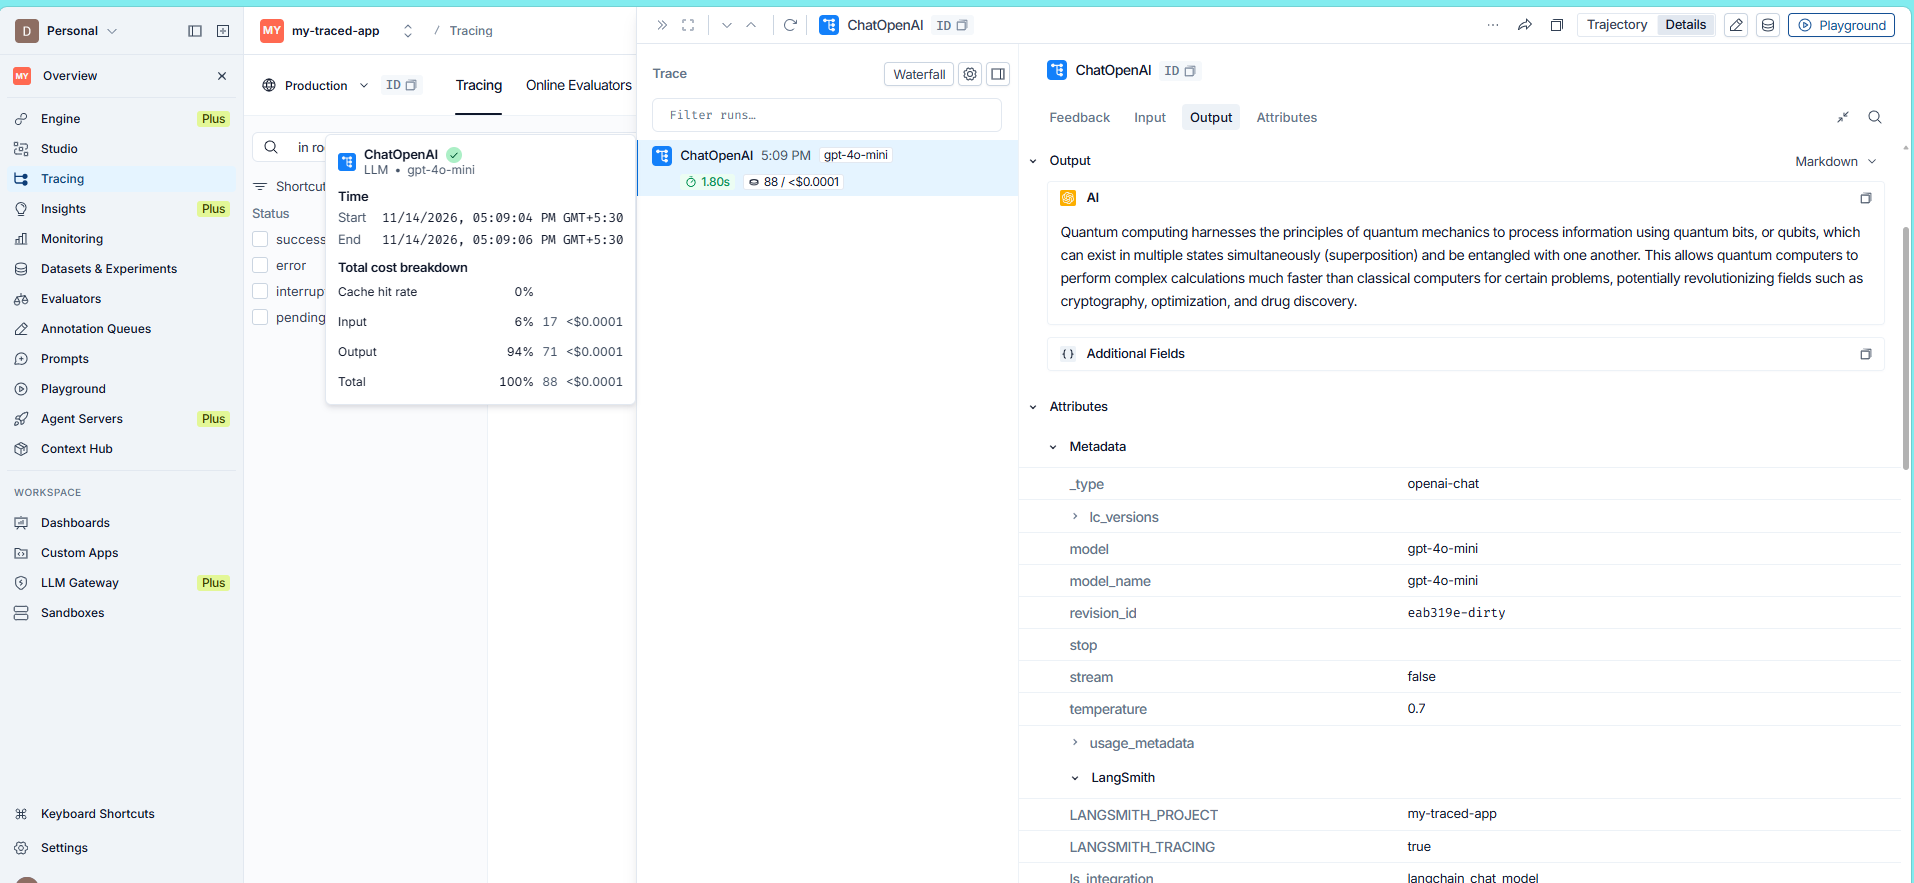 D Personal
MY Overview
Engine Plus
Studio
Tracing
Insights Plus
Monitoring
Datasets & Experiments
Evaluators
Annotation Queues
Prompts
Playground
Agent Servers Plus
Context Hub
WORKSPACE
Dashboards
Custom Apps
LLM Gateway Plus
Sandboxes
Keyboard Shortcuts
Settings
MY my-traced-app / Tracing
Production ID Tracing Online Evaluators
in ro
Shortcut
Status
success
error
interrup
pending
ChatOpenAI
LLM • gpt-4o-mini
Time
Start 11/14/2026, 05:09:04 PM GMT+5:30
End 11/14/2026, 05:09:06 PM GMT+5:30
Total cost breakdown
Cache hit rate 0%
Input 6% 17 <$0.0001
Output 94% 71 <$0.0001
Total 100% 88 <$0.0001
ChatOpenAI ID
Trajectory Details Playground
Trace Waterfall
Filter runs…
ChatOpenAI 5:09 PM gpt-4o-mini
1.80s 88 / <$0.0001
ChatOpenAI ID
Feedback Input Output Attributes
Output Markdown
AI
Quantum computing harnesses the principles of quantum mechanics to process information using quantum bits, or qubits, which
can exist in multiple states simultaneously (superposition) and be entangled with one another. This allows quantum computers to
perform complex calculations much faster than classical computers for certain problems, potentially revolutionizing fields such as
cryptography, optimization, and drug discovery.
{} Additional Fields
Attributes
Metadata
_type openai-chat
lc_versions
model gpt-4o-mini
model_name gpt-4o-mini
revision_id eab319e-dirty
stop
stream false
temperature 0.7
usage_metadata
LangSmith
LANGSMITH_PROJECT my-traced-app
LANGSMITH_TRACING true
ls_integration langchain_chat_model